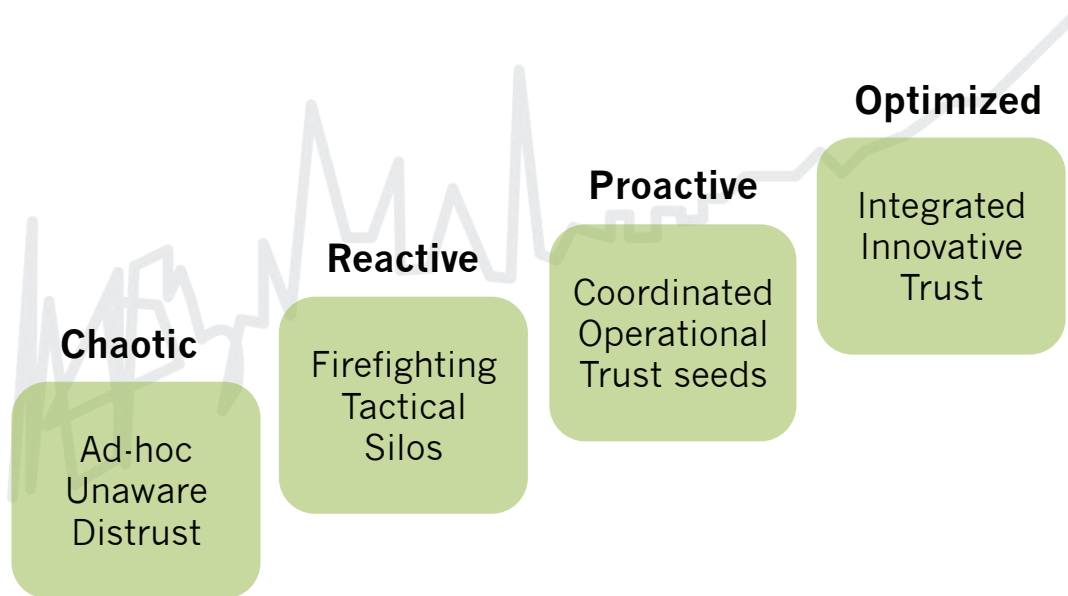 Chaotic
Ad-hoc
Unaware
Distrust
Reactive
Firefighting
Tactical
Silos
Proactive
Coordinated
Operational
Trust seeds
Optimized
Integrated
Innovative
Trust